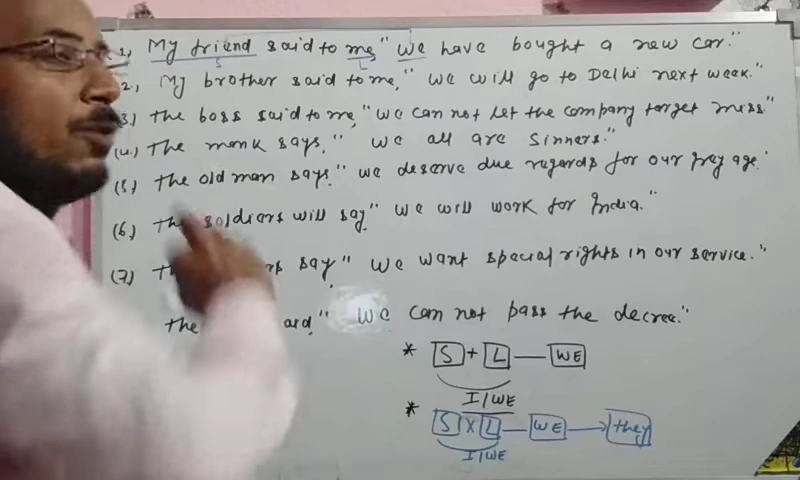 1, My friend said to me, "We have bought a new car."
2, My brother said to me, "We will go to Delhi next week."
(3) The boss said to me, "We can not let the company target miss."
(4) The monk says, "We all are sinners."
(5) The old man says, "We deserve due regards for our grey age."
(6) The soldiers will say, "We will work for India."
(7) say, "We want special rights in our service."
the "We can not pass the decree."
* S + L — WE
I/WE
* S X L — WE → they
I/WE